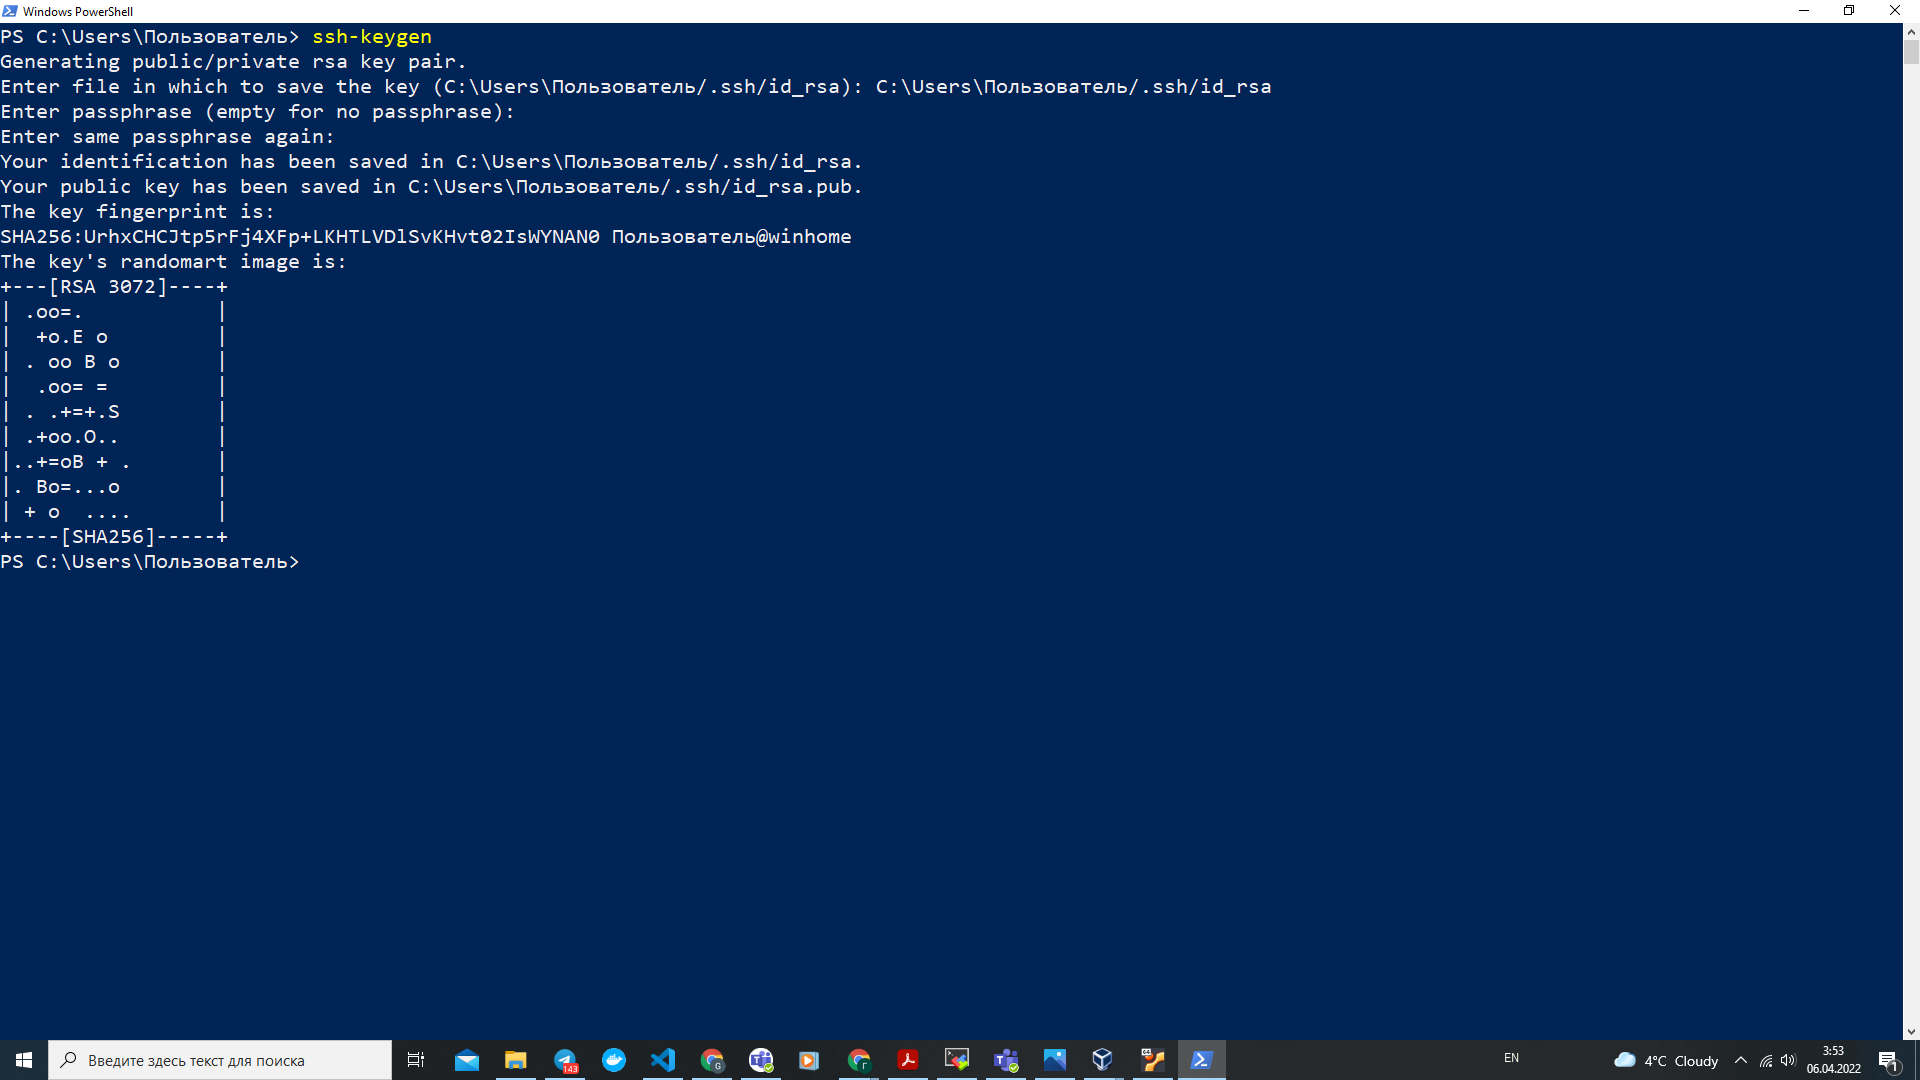 Windows PowerShell
PS C:\Users\Пользователь> ssh-keygen
Generating public/private rsa key pair.
Enter file in which to save the key (C:\Users\Пользователь/.ssh/id_rsa): C:\Users\Пользователь/.ssh/id_rsa
Enter passphrase (empty for no passphrase):
Enter same passphrase again:
Your identification has been saved in C:\Users\Пользователь/.ssh/id_rsa.
Your public key has been saved in C:\Users\Пользователь/.ssh/id_rsa.pub.
The key fingerprint is:
SHA256:UrhxCHCJtp5rFj4XFp+LKHTLVDlSvKHvt02IsWYNAN0 Пользователь@winhome
The key's randomart image is:
+---[RSA 3072]----+
| .oo=.           |
|  +o.E o         |
| . oo B o        |
|  .oo= =         |
| . .+=+.S        |
| .+oo.O..        |
|..+=oB + .       |
|. Bo=...o        |
| + o  ....       |
+----[SHA256]-----+
PS C:\Users\Пользователь>
Введите здесь текст для поиска
143
EN
4°C Cloudy
3:53
06.04.2022
1